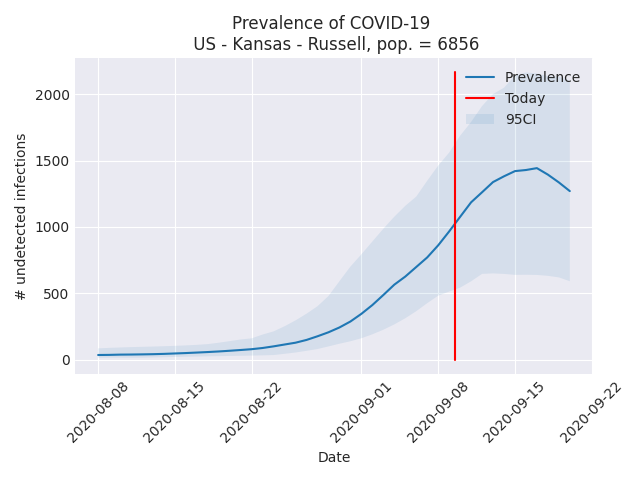 Prevalence of COVID-19
US - Kansas - Russell, pop. = 6856
Prevalence
Today
95CI
2000
1500
1000
500
0
# undetected infections
2020-08-08
2020-08-15
2020-08-22
2020-09-01
2020-09-08
2020-09-15
2020-09-22
Date